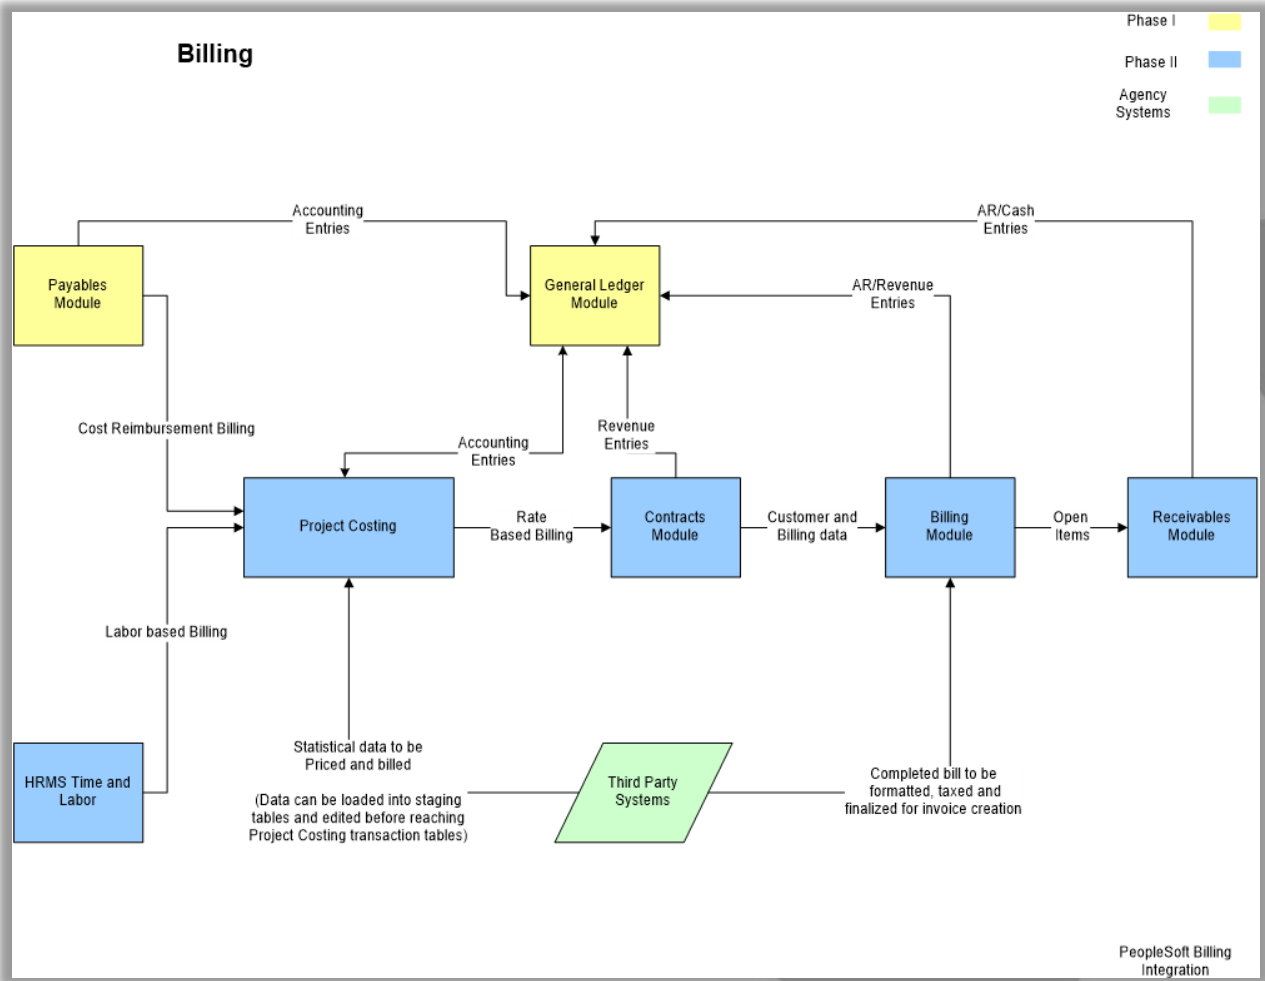 Billing
Phase I
Phase II
Agency
Systems
Accounting
Entries
AR/Cash
Entries
Payables
Module
General Ledger
Module
AR/Revenue
Entries
Cost Reimbursement Billing
Accounting
Entries
Revenue
Entries
Project Costing
Rate
Based Billing
Contracts
Module
Customer and
Billing data
Billing
Module
Open
Items
Receivables
Module
Labor based Billing
HRMS Time and
Labor
Statistical data to be
Priced and billed
(Data can be loaded into staging
tables and edited before reaching
Project Costing transaction tables)
Third Party
Systems
Completed bill to be
formatted, taxed and
finalized for invoice creation
PeopleSoft Billing
Integration